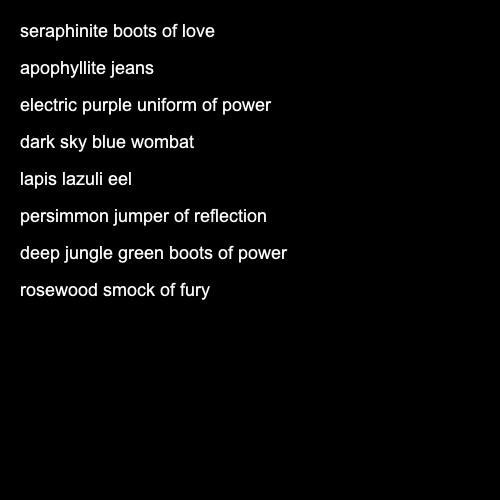 seraphinite boots of love
apophyllite jeans
electric purple uniform of power
dark sky blue wombat
lapis lazuli eel
persimmon jumper of reflection
deep jungle green boots of power
rosewood smock of fury